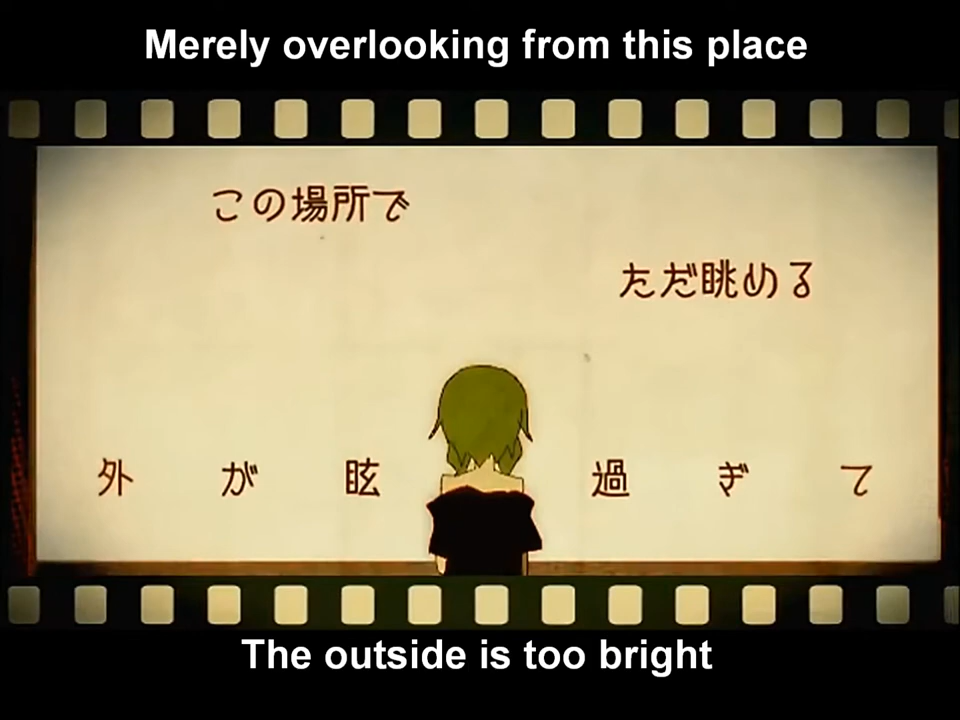 Merely overlooking from this place
この場所で
ただ眺める
外が眩過ぎて
The outside is too bright